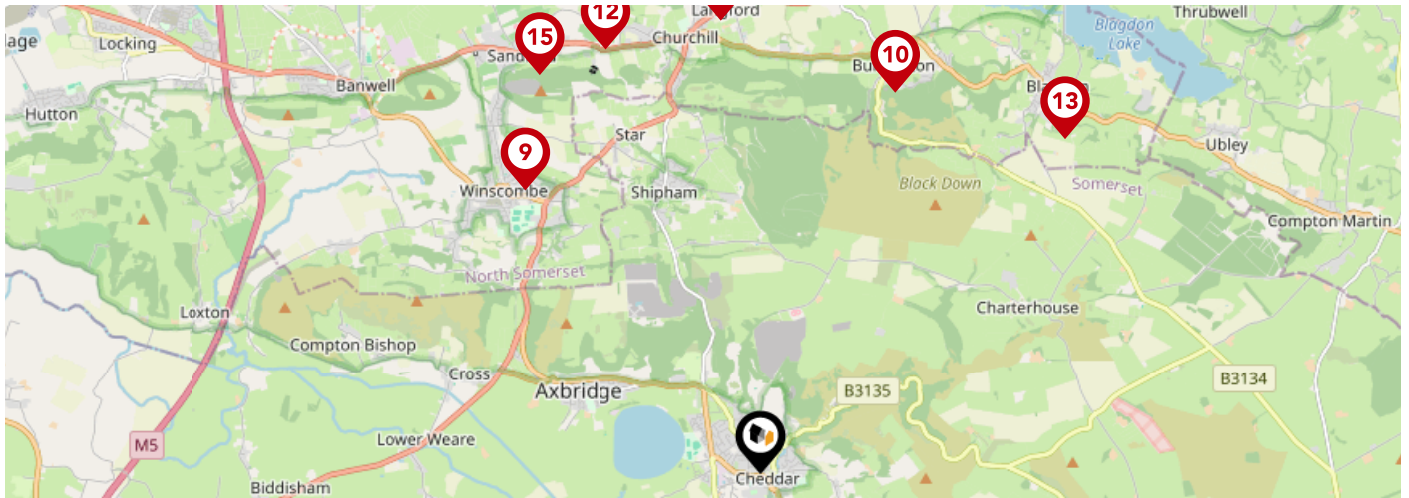 12
Langford
Thrubwell
Blagdon
Lake
Locking
15
Churchill
10
Banwell
13
Hutton
Star
Ubley
9
Winscombe
Shipham
Black Down
Somerset
Compton Martin
North Somerset
Loxton
Charterhouse
Compton Bishop
Cross
Axbridge
B3135
B3134
M5
Lower Weare
Cheddar
Biddisham